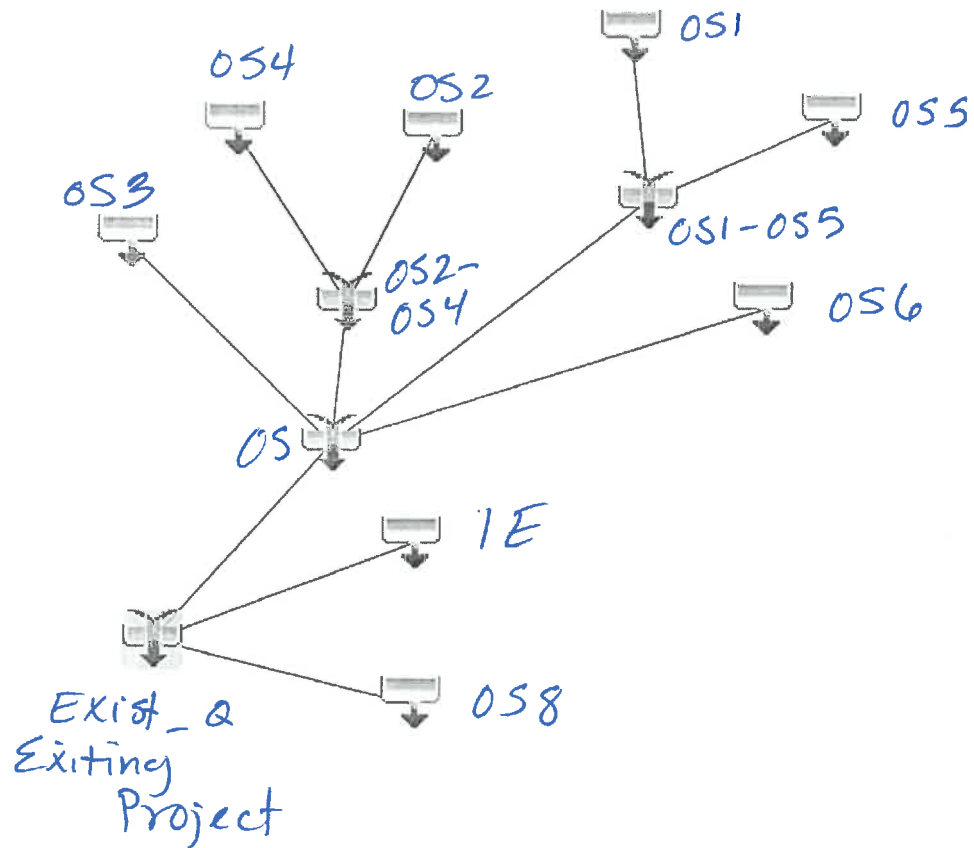 OS1
OS4
OS2
OS5
OS3
OS1-OS5
OS2-
OS4
OS6
OS
1E
OS8
Exist_Q
Exiting
Project